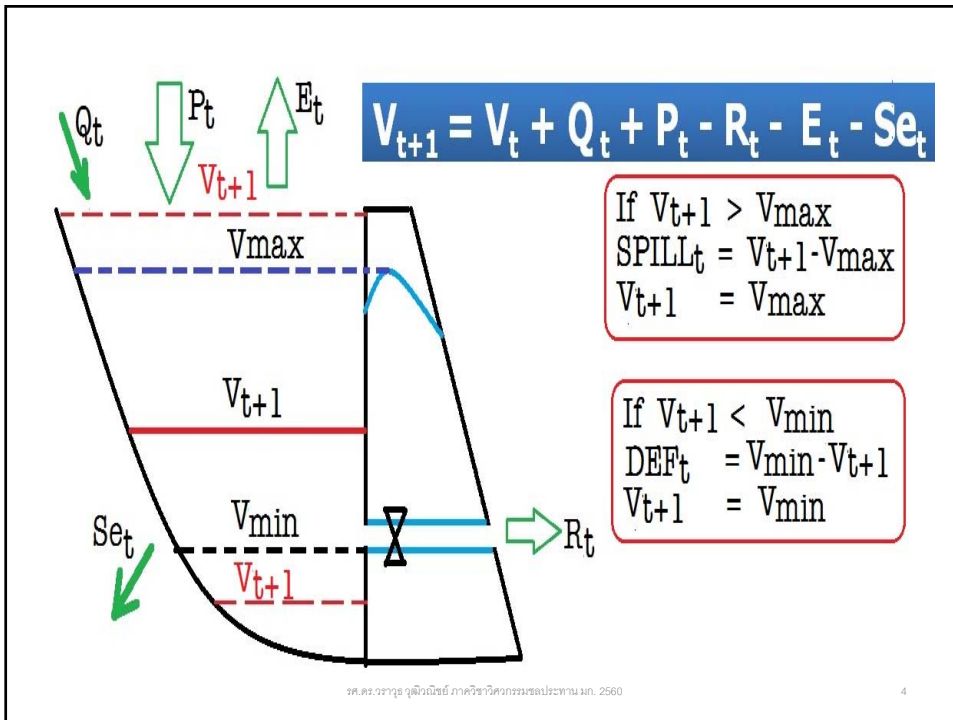 Qt
Pt
Et
Vt+1 = Vt + Qt + Pt - Rt - Et - Set
Vt+1
Vmax
If Vt+1 > Vmax
SPILLt = Vt+1-Vmax
Vt+1 = Vmax
Vt+1
If Vt+1 < Vmin
DEFt = Vmin-Vt+1
Vt+1 = Vmin
Vmin
Set
Rt
Vt+1
รศ.ดร.วราวุธ วุฒิวณิชย์ ภาควิชาวิศวกรรมชลประทาน มก. 2560
4